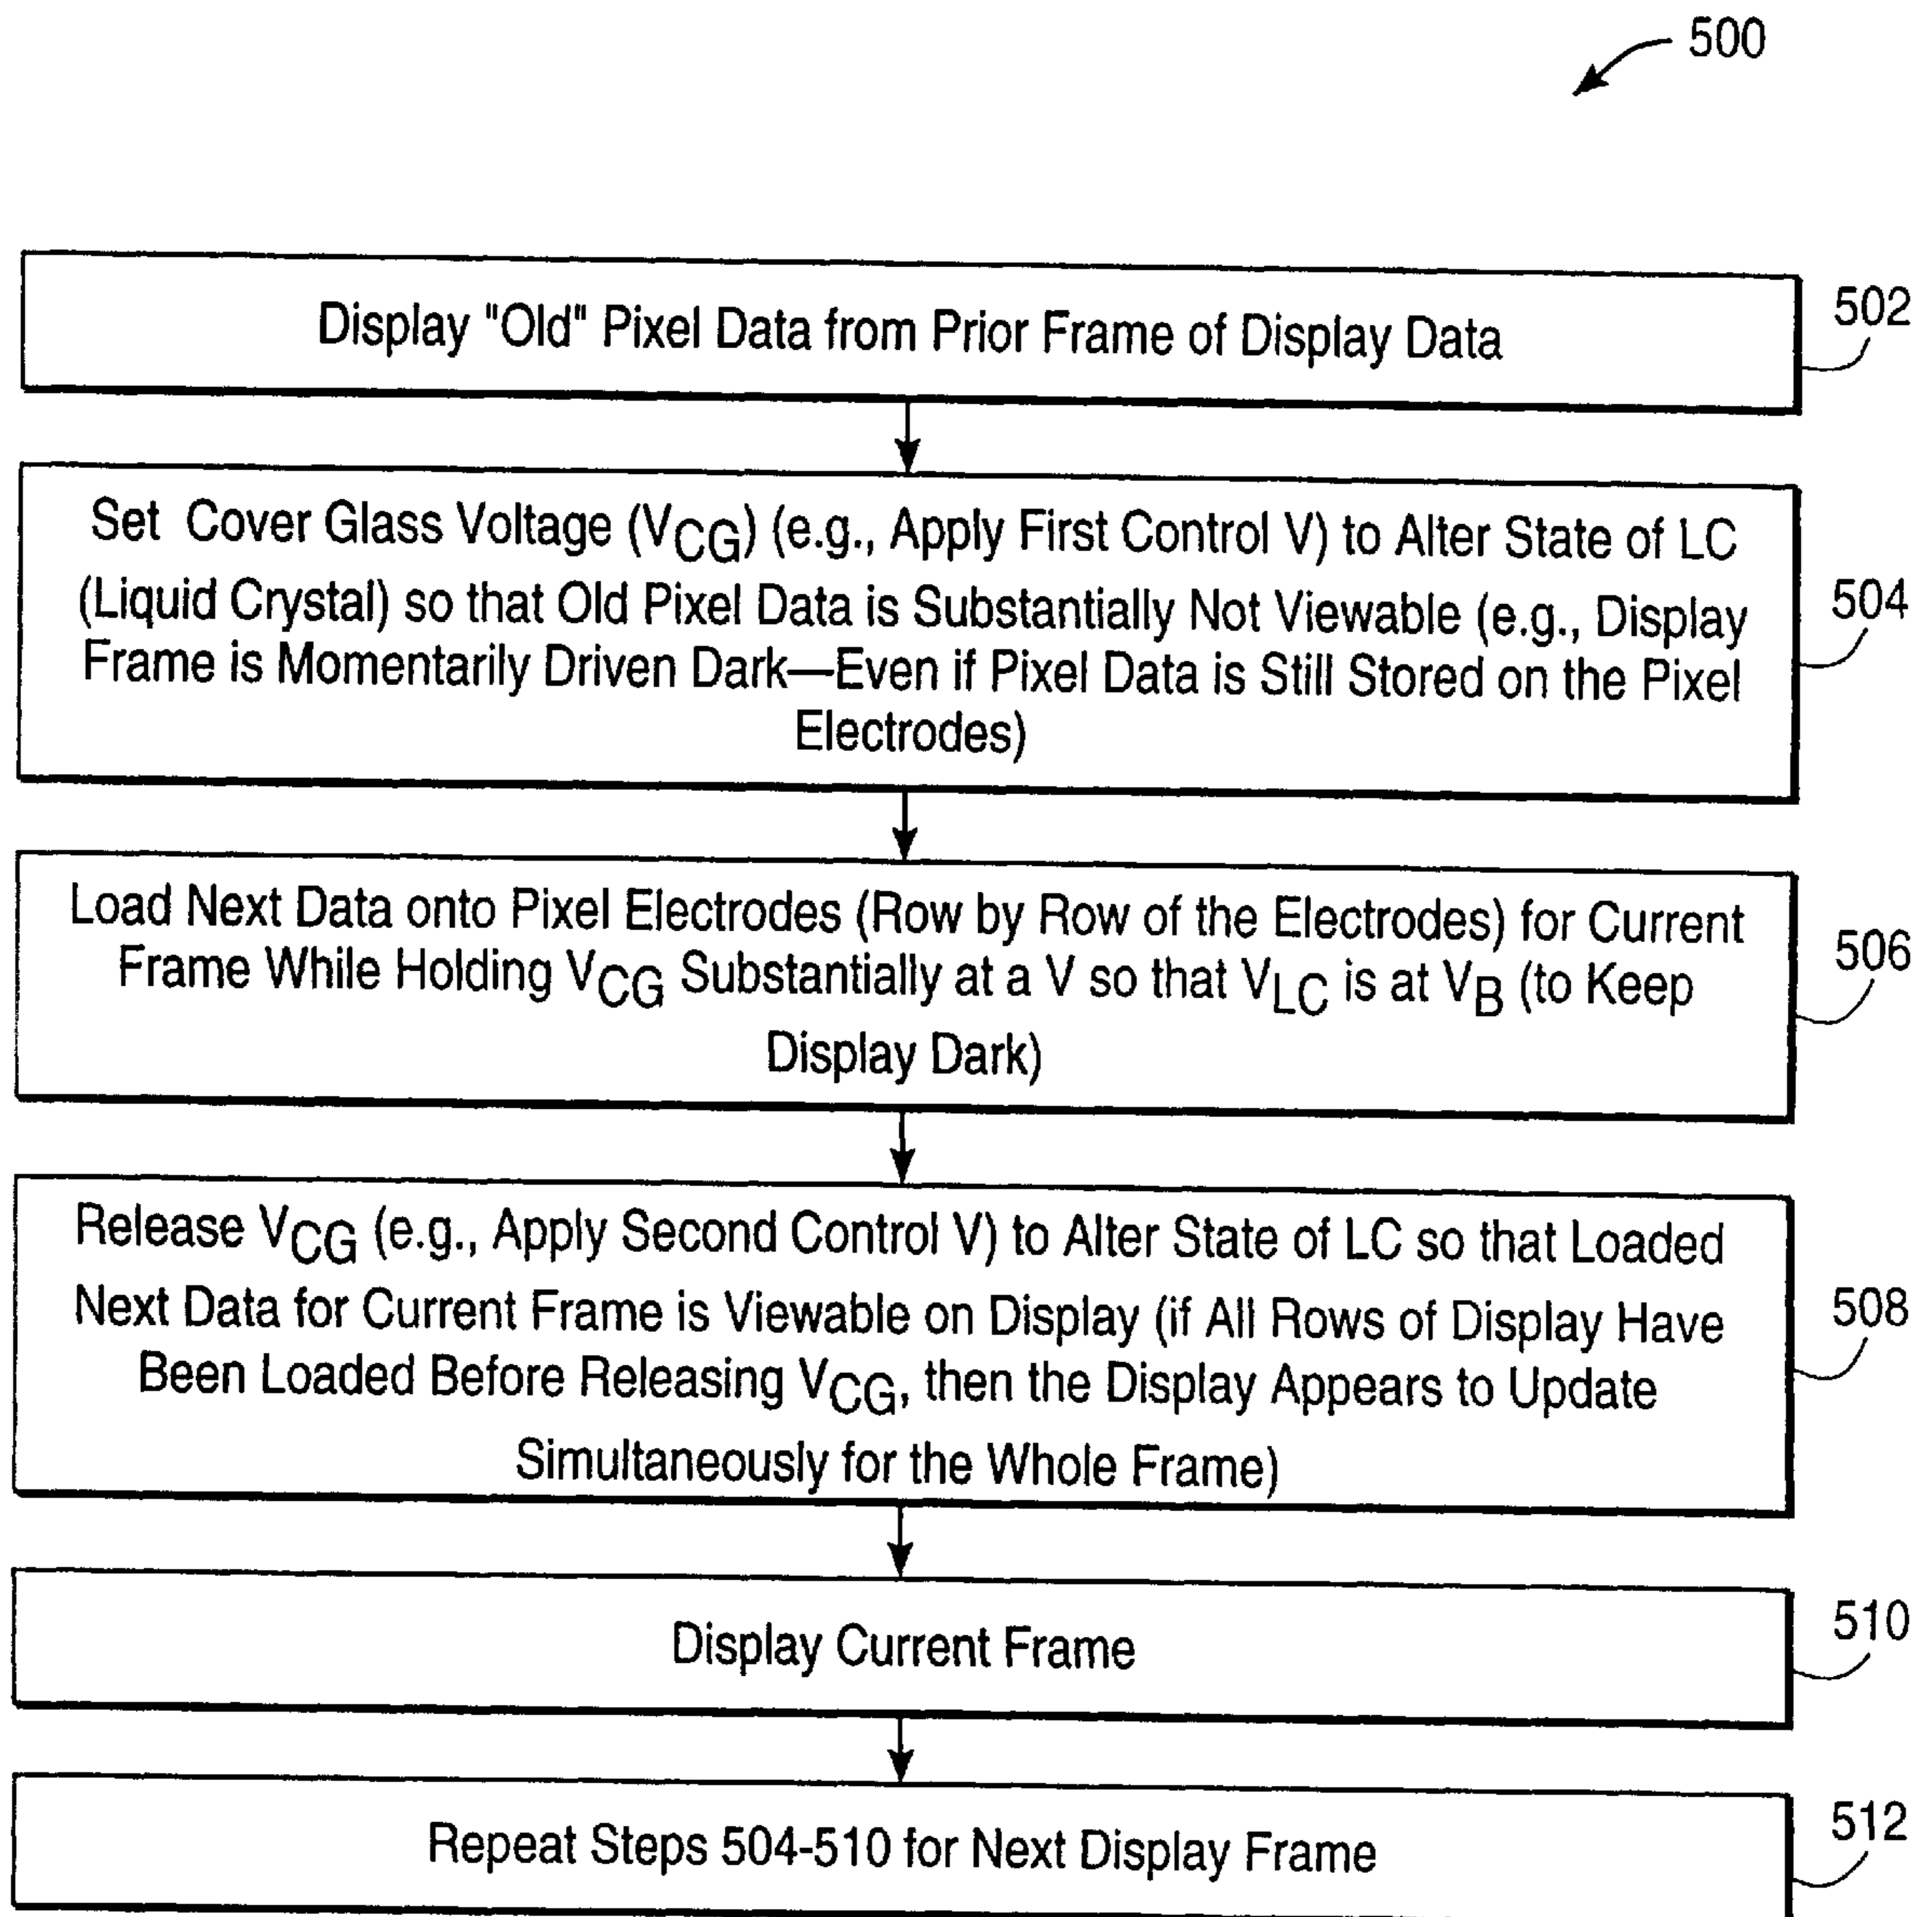 500
Display "Old" Pixel Data from Prior Frame of Display Data
502
Set Cover Glass Voltage (VCG) (e.g., Apply First Control V) to Alter State of LC
(Liquid Crystal) so that Old Pixel Data is Substantially Not Viewable (e.g., Display
Frame is Momentarily Driven Dark—Even if Pixel Data is Still Stored on the Pixel
Electrodes)
504
Load Next Data onto Pixel Electrodes (Row by Row of the Electrodes) for Current
Frame While Holding VCG Substantially at a V so that VLC is at VB (to Keep
Display Dark)
506
Release VCG (e.g., Apply Second Control V) to Alter State of LC so that Loaded
Next Data for Current Frame is Viewable on Display (if All Rows of Display Have
Been Loaded Before Releasing VCG, then the Display Appears to Update
Simultaneously for the Whole Frame)
508
Display Current Frame
510
Repeat Steps 504-510 for Next Display Frame
512